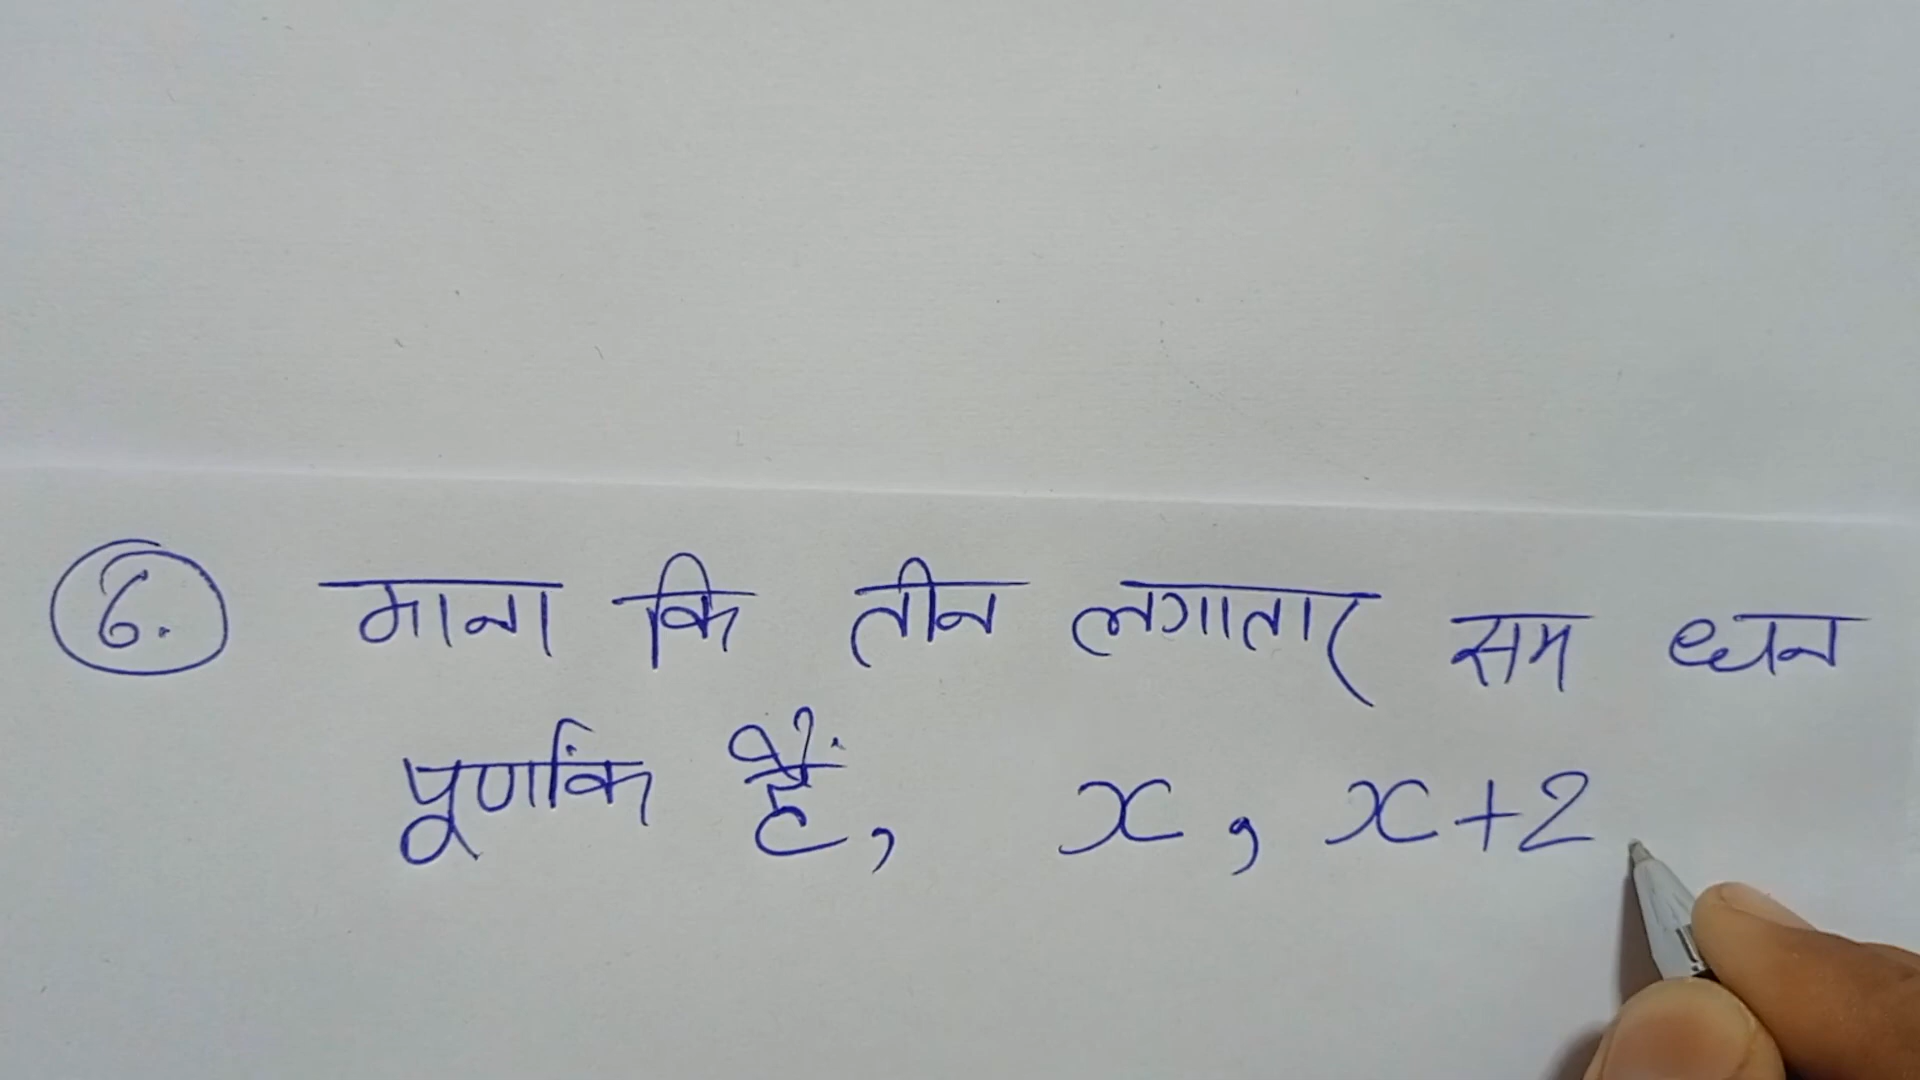 6. माना कि तीन लगातार सम धन
पूर्णांक हैं, x, x+2